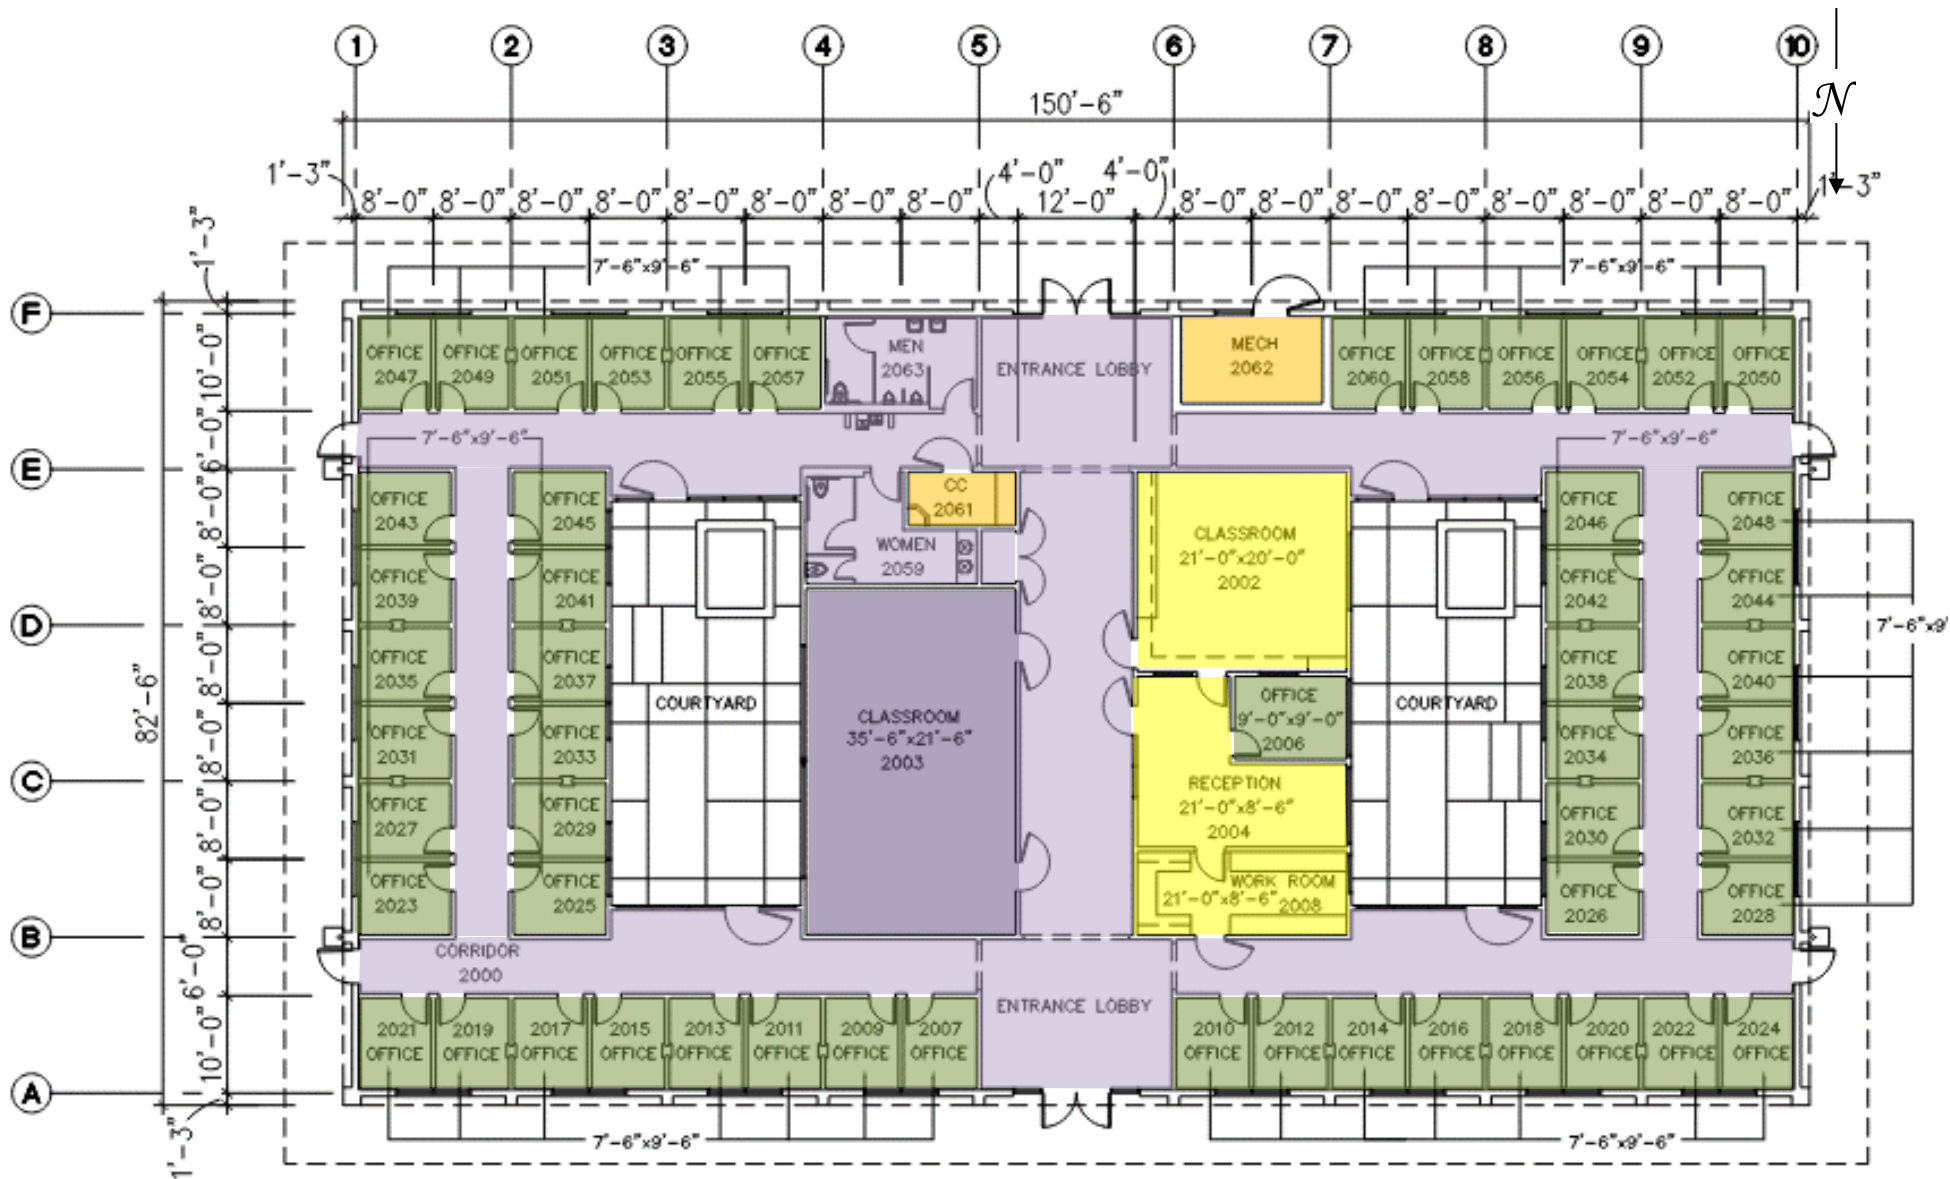 1 2 3 4 5 6 7 8 9 10
N
150'-6"
1'-3" 4'-0" 4'-0" 1'-3"
8'-0" 8'-0" 8'-0" 8'-0" 8'-0" 8'-0" 8'-0" 8'-0" 12'-0" 8'-0" 8'-0" 8'-0" 8'-0" 8'-0" 8'-0" 8'-0" 8'-0"
1'-3"
7'-6"x9'-6" 7'-6"x9'-6"
F
E
D
C
B
A
82'-6"
10'-0"
6'-0"
8'-0"
8'-0"
8'-0"
8'-0"
8'-0"
8'-0"
6'-0"
10'-0"
1'-3"
OFFICE
2047
OFFICE
2049
OFFICE
2051
OFFICE
2053
OFFICE
2055
OFFICE
2057
MEN
2063
ENTRANCE LOBBY
MECH
2062
OFFICE
2060
OFFICE
2058
OFFICE
2056
OFFICE
2054
OFFICE
2052
OFFICE
2050
7'-6"x9'-6" 7'-6"x9'-6"
OFFICE
2043
OFFICE
2045
CC
2061
WOMEN
2059
CLASSROOM
21'-0"x20'-0"
2002
OFFICE
2046
OFFICE
2048
OFFICE
2039
OFFICE
2041
OFFICE
2042
OFFICE
2044
7'-6"x9'
OFFICE
2035
OFFICE
2037
OFFICE
2038
OFFICE
2040
COURTYARD
CLASSROOM
35'-6"x21'-6"
2003
OFFICE
9'-0"x9'-0"
2006
COURTYARD
OFFICE
2031
OFFICE
2033
OFFICE
2034
OFFICE
2036
RECEPTION
21'-0"x8'-6"
2004
OFFICE
2027
OFFICE
2029
OFFICE
2030
OFFICE
2032
WORK ROOM
21'-0"x8'-6"
2008
OFFICE
2023
OFFICE
2025
OFFICE
2026
OFFICE
2028
CORRIDOR
2000
ENTRANCE LOBBY
2021
OFFICE
2019
OFFICE
2017
OFFICE
2015
OFFICE
2013
OFFICE
2011
OFFICE
2009
OFFICE
2007
OFFICE
2010
OFFICE
2012
OFFICE
2014
OFFICE
2016
OFFICE
2018
OFFICE
2020
OFFICE
2022
OFFICE
2024
OFFICE
7'-6"x9'-6" 7'-6"x9'-6"